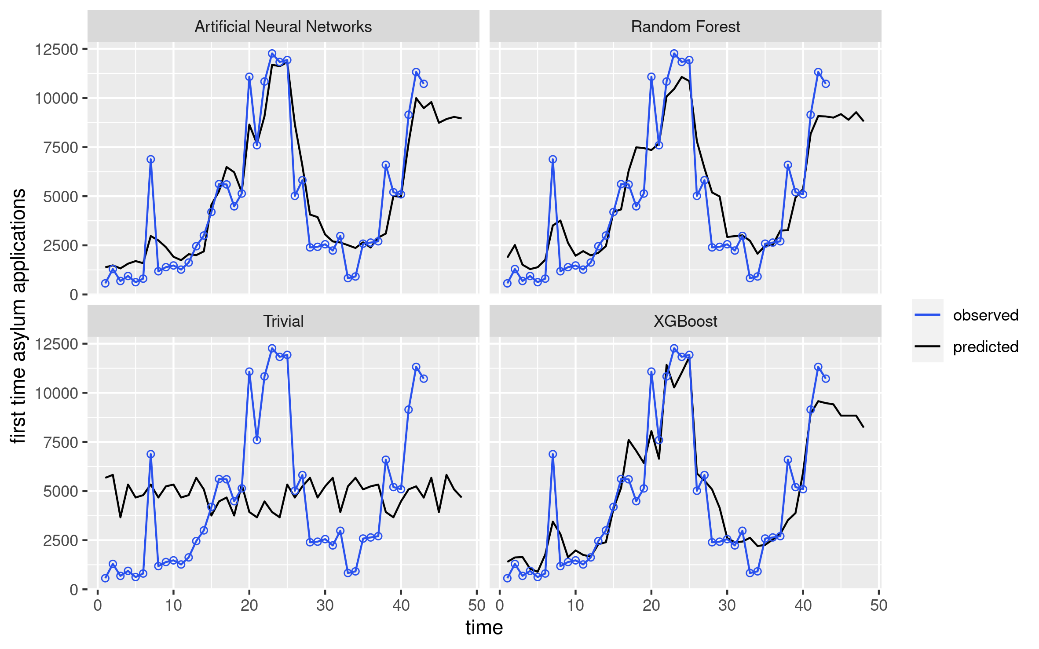 Artificial Neural Networks
Random Forest
12500
10000
7500
5000
2500
0
Trivial
XGBoost
12500
10000
7500
5000
2500
0
0 10 20 30 40 50
0 10 20 30 40 50
time
first time asylum applications
observed
predicted